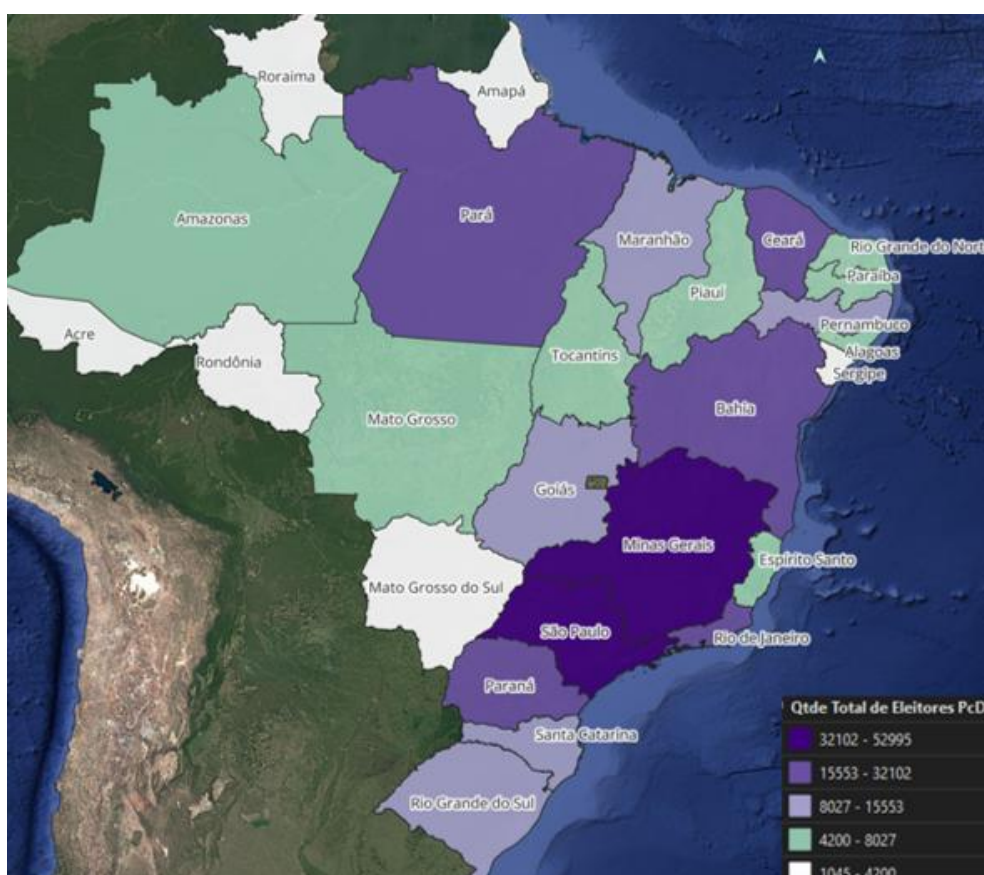 Roraima
Amapá
Amazonas
Pará
Maranhão
Ceará
Rio Grande do Nort
Paraíba
Piauí
Pernambuco
Acre
Rondônia
Tocantins
Alagoas
Sergipe
Mato Grosso
Bahia
Goiás
Minas Gerais
Espírito Santo
Mato Grosso do Sul
São Paulo
Rio de Janeiro
Paraná
Santa Catarina
Rio Grande do Sul
Qtde Total de Eleitores PcD
32102 - 52995
15553 - 32102
8027 - 15553
4200 - 8027
1045 - 4200